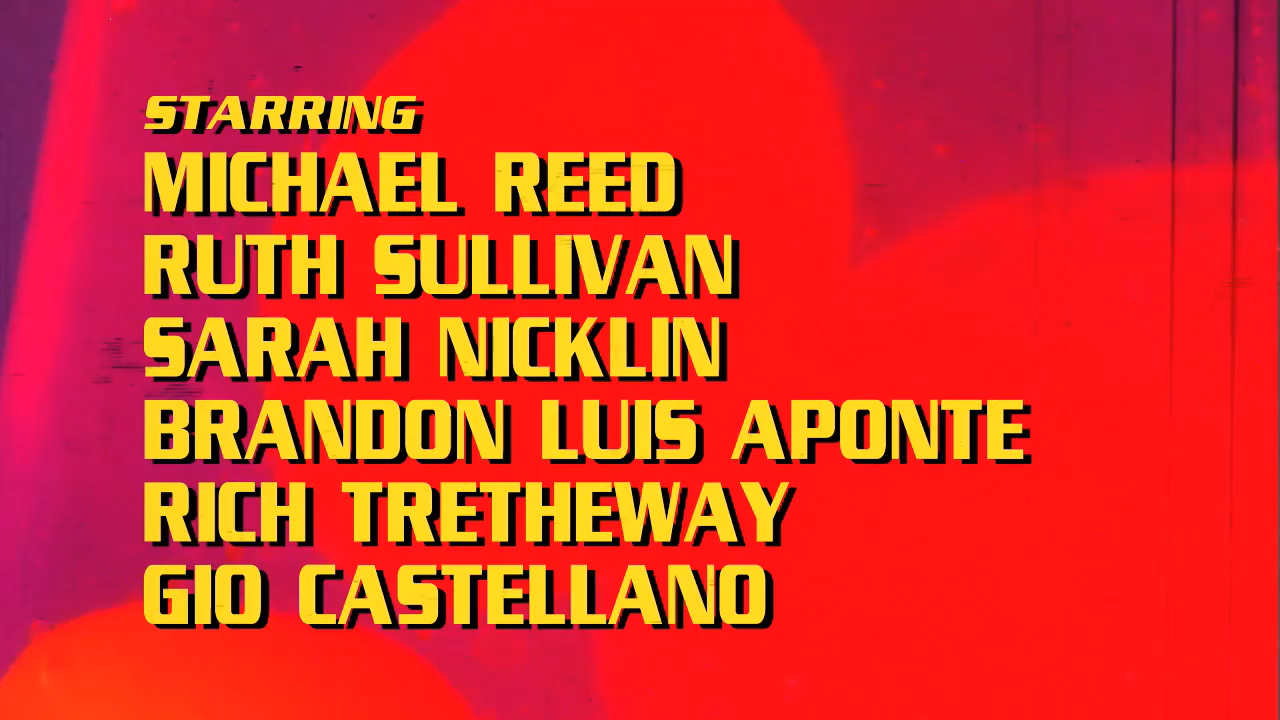 STARRING
MICHAEL REED
RUTH SULLIVAN
SARAH NICKLIN
BRANDON LUIS APONTE
RICH TRETHEWAY
GIO CASTELLANO